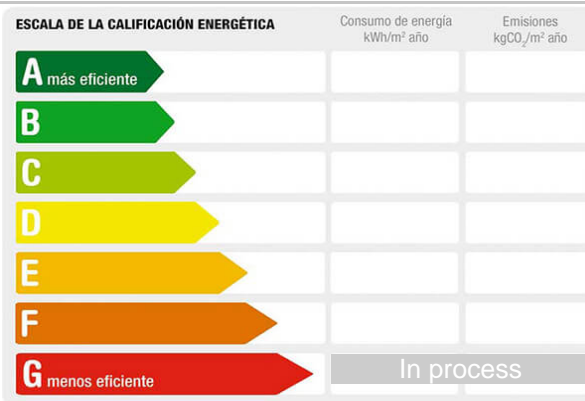 ESCALA DE LA CALIFICACIÓN ENERGÉTICA
Consumo de energía
kWh/m² año
Emisiones
kgCO₂/m² año
A más eficiente
B
C
D
E
F
G menos eficiente
In process